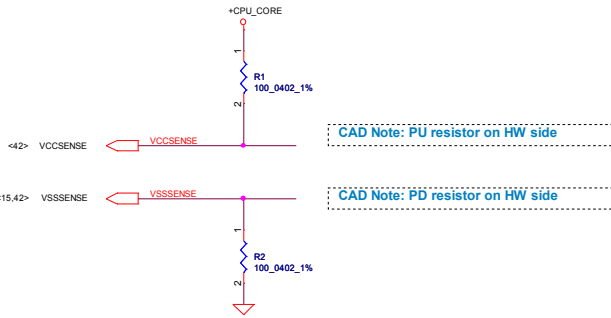 +CPU_CORE
1
R1
100_0402_1%
2
CAD Note: PU resistor on HW side
<42> VCCSENSE VCCSENSE
<15,42> VSSSENSE VSSSENSE
CAD Note: PD resistor on HW side
1
R2
100_0402_1%
2